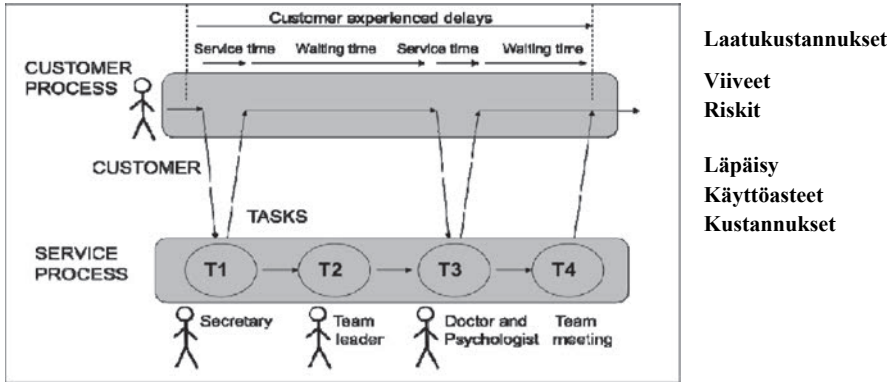 Customer experienced delays
Service time Waiting time Service time Waiting time
CUSTOMER
PROCESS
CUSTOMER
TASKS
SERVICE
PROCESS
T1 T2 T3 T4
Secretary
Team
leader
Doctor and
Psychologist
Team
meeting
Laatukustannukset
Viiveet
Riskit
Läpäisy
Käyttöasteet
Kustannukset